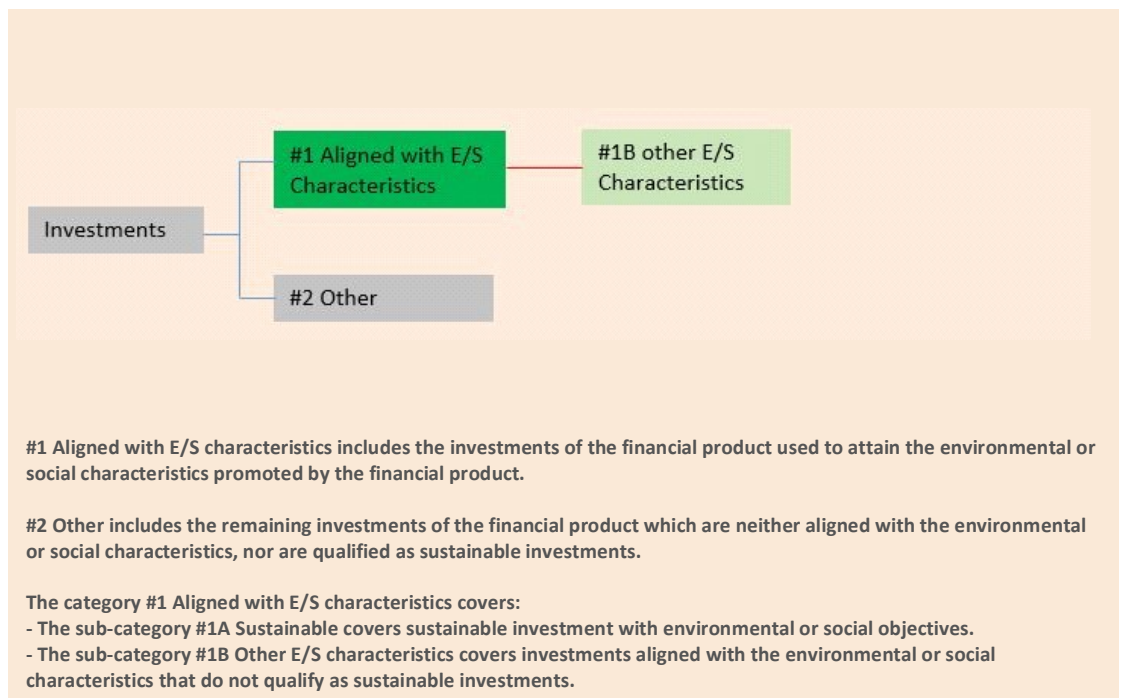 #1 Aligned with E/S
Characteristics
#1B other E/S
Characteristics
Investments
#2 Other
#1 Aligned with E/S characteristics includes the investments of the financial product used to attain the environmental or
social characteristics promoted by the financial product.
#2 Other includes the remaining investments of the financial product which are neither aligned with the environmental
or social characteristics, nor are qualified as sustainable investments.
The category #1 Aligned with E/S characteristics covers:
- The sub-category #1A Sustainable covers sustainable investment with environmental or social objectives.
- The sub-category #1B Other E/S characteristics covers investments aligned with the environmental or social
characteristics that do not qualify as sustainable investments.